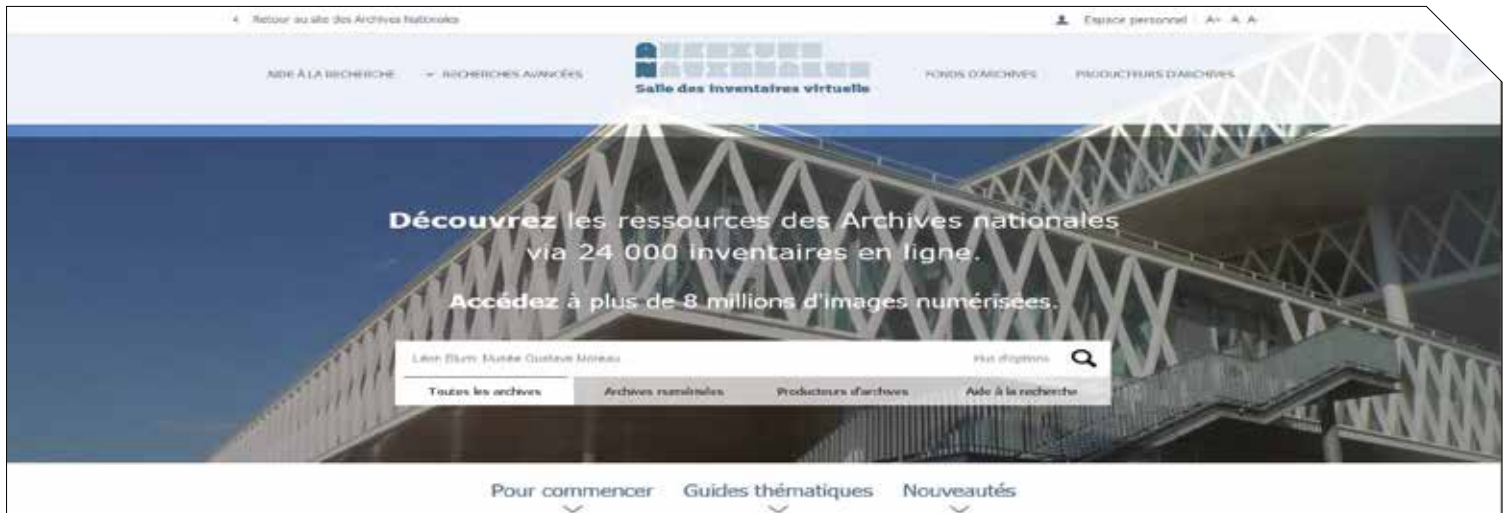 Retour au site des Archives Nationales
Espace personnel A+ A A-
AIDE À LA RECHERCHE
RECHERCHES AVANCÉES
Salle des inventaires virtuelle
FONDS D'ARCHIVES
PRODUCTEURS D'ARCHIVES
Découvrez les ressources des Archives nationales
via 24 000 inventaires en ligne.
Accédez à plus de 8 millions d'images numérisées.
Léon Blum, Musée Gustave Moreau
Plus d'options
Toutes les archives
Archives numérisées
Producteurs d'archives
Aide à la recherche
Pour commencer
Guides thématiques
Nouveautés